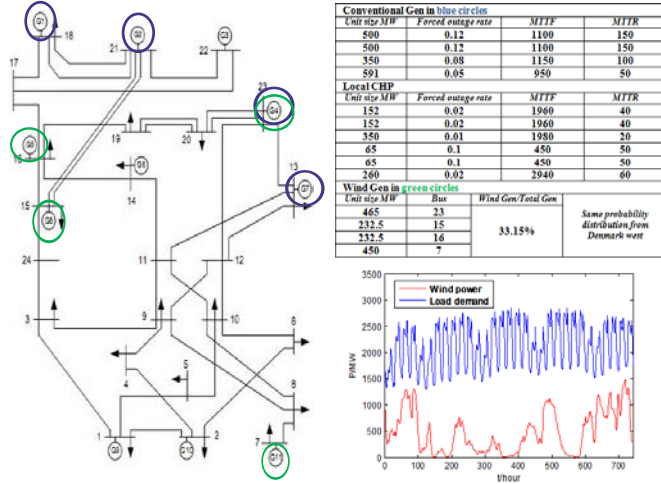 G1
18
G2
21
G3
22
17
23
G4
19
20
16
G5
G6
14
13
G7
15
G8
24
11
12
3
9
10
6
4
5
8
1
G9
G10
2
7
G11
Conventional Gen in blue circles
Unit size MW Forced outage rate MTTF MTTR
500 0.12 1100 150
500 0.12 1100 150
350 0.08 1150 100
591 0.05 950 50
Local CHP
Unit size MW Forced outage rate MTTF MTTR
152 0.02 1960 40
152 0.02 1960 40
350 0.01 1980 20
65 0.1 450 50
65 0.1 450 50
260 0.02 2940 60
Wind Gen in green circles
Unit size MW Bus Wind Gen/Total Gen
465 23
232.5 15
232.5 16
450 7
33.15%
Same probability
distribution from
Denmark west
3500
3000
2500
2000
1500
1000
500
0
P/MW
Wind power
Load demand
0 100 200 300 400 500 600 700
t/hour